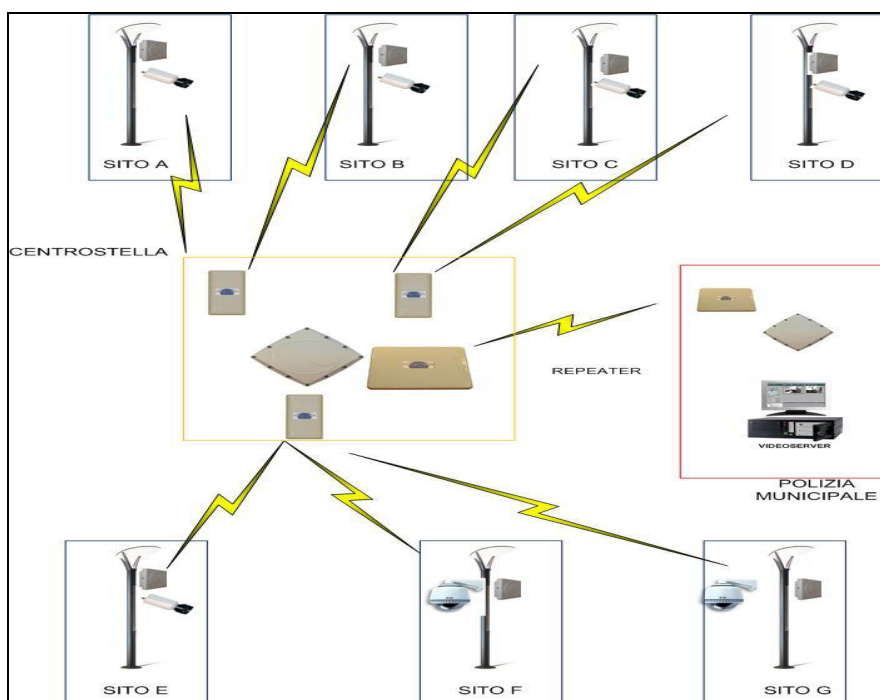 SITO A
SITO B
SITO C
SITO D
CENTROSTELLA
REPEATER
VIDEOSERVER
POLIZIA
MUNICIPALE
SITO E
SITO F
SITO G